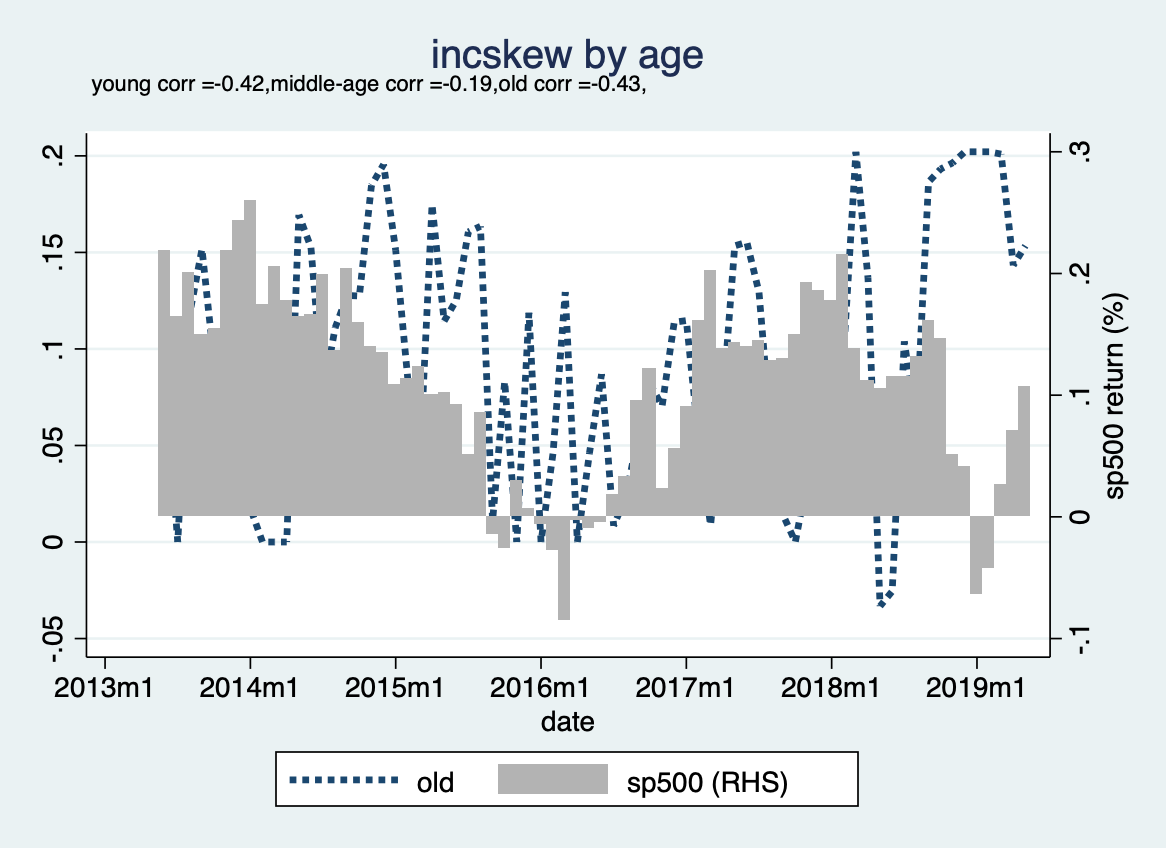 incskew by age
young corr =-0.42,middle-age corr =-0.19,old corr =-0.43,
.2
.15
.1
.05
0
-.05
.3
.2
.1
0
-.1
sp500 return (%)
2013m1 2014m1 2015m1 2016m1 2017m1 2018m1 2019m1
date
old sp500 (RHS)